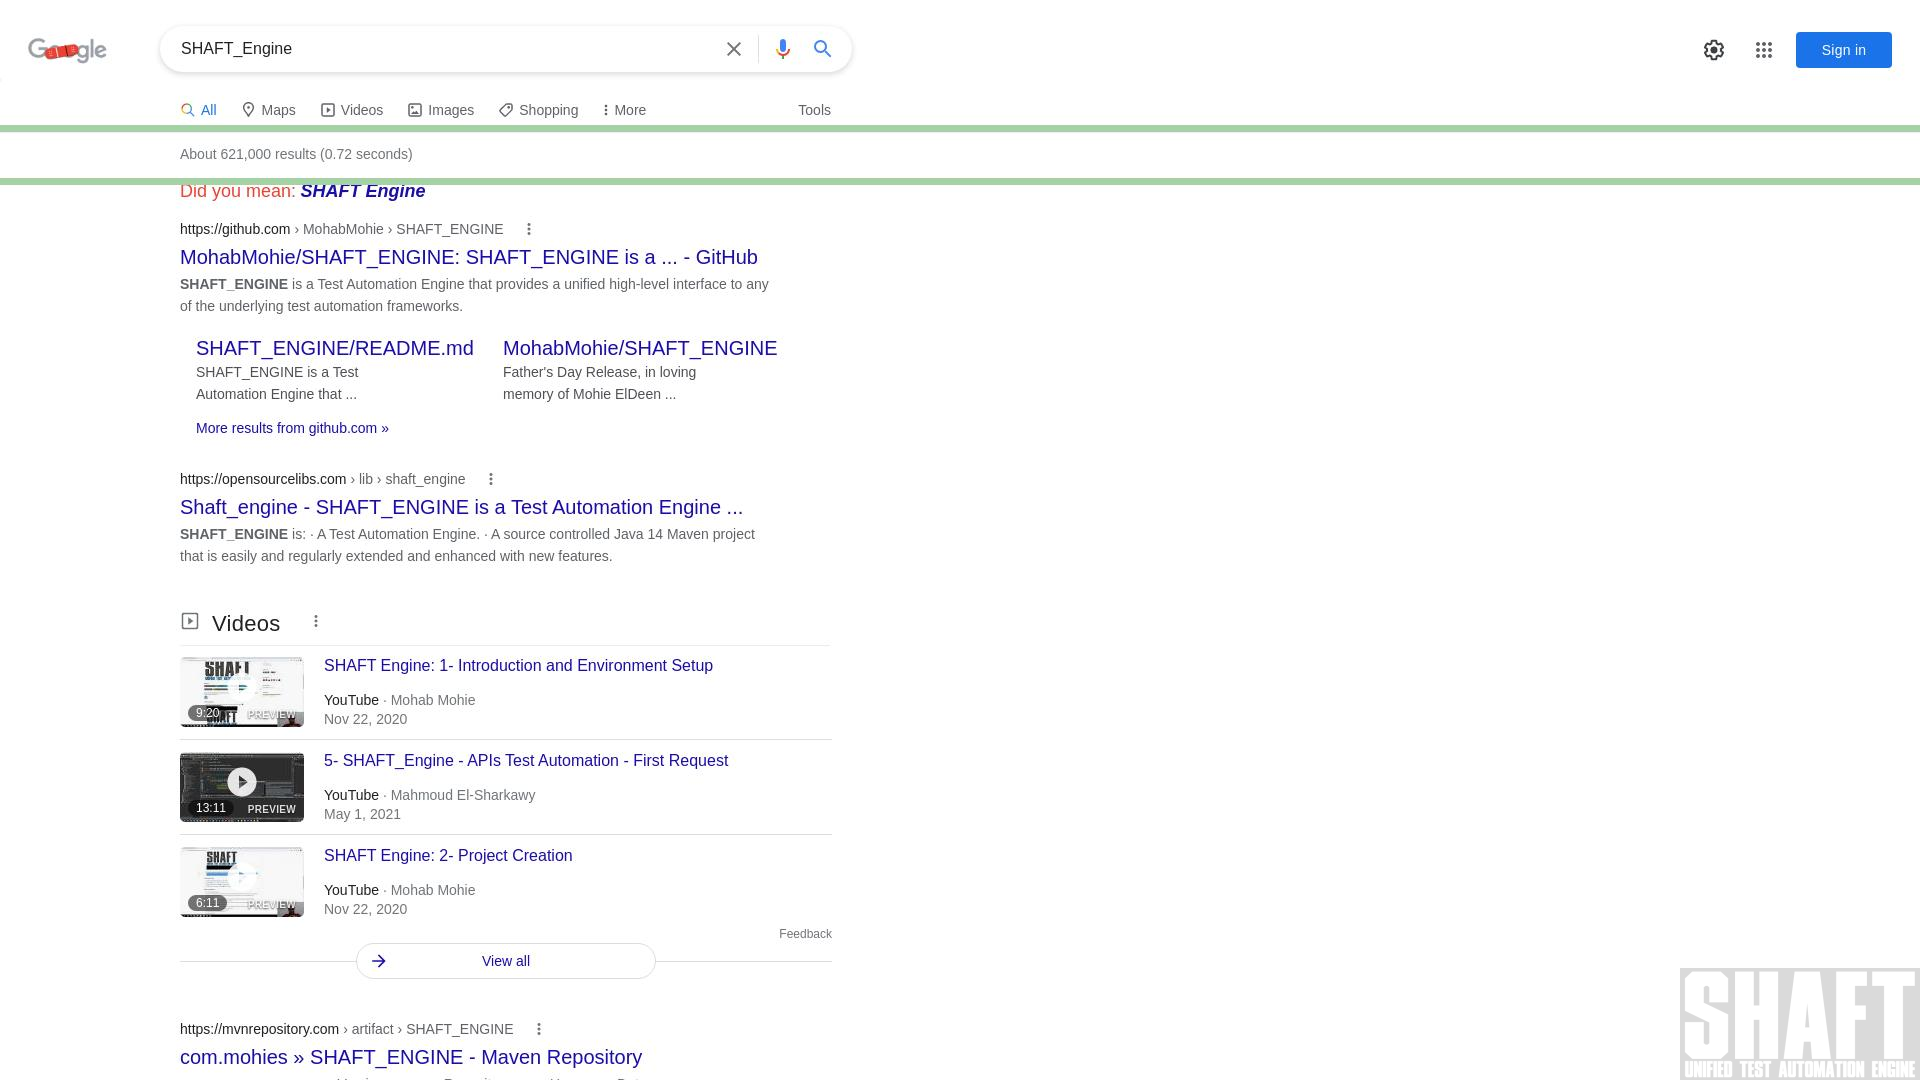 Google
SHAFT_Engine
Sign in
All
Maps
Videos
Images
Shopping
More
Tools
About 621,000 results (0.72 seconds)
Did you mean: SHAFT Engine
https://github.com › MohabMohie › SHAFT_ENGINE
MohabMohie/SHAFT_ENGINE: SHAFT_ENGINE is a ... - GitHub
SHAFT_ENGINE is a Test Automation Engine that provides a unified high-level interface to any
of the underlying test automation frameworks.
SHAFT_ENGINE/README.md
SHAFT_ENGINE is a Test
Automation Engine that ...
MohabMohie/SHAFT_ENGINE
Father's Day Release, in loving
memory of Mohie ElDeen ...
More results from github.com »
https://opensourcelibs.com › lib › shaft_engine
Shaft_engine - SHAFT_ENGINE is a Test Automation Engine ...
SHAFT_ENGINE is: · A Test Automation Engine. · A source controlled Java 14 Maven project
that is easily and regularly extended and enhanced with new features.
Videos
SHAFT
9:20
PREVIEW
SHAFT Engine: 1- Introduction and Environment Setup
YouTube · Mohab Mohie
Nov 22, 2020
13:11
PREVIEW
5- SHAFT_Engine - APIs Test Automation - First Request
YouTube · Mahmoud El-Sharkawy
May 1, 2021
SHAFT
6:11
PREVIEW
SHAFT Engine: 2- Project Creation
YouTube · Mohab Mohie
Nov 22, 2020
Feedback
View all
https://mvnrepository.com › artifact › SHAFT_ENGINE
com.mohies » SHAFT_ENGINE - Maven Repository
SHAFT
UNIFIED TEST AUTOMATION ENGINE